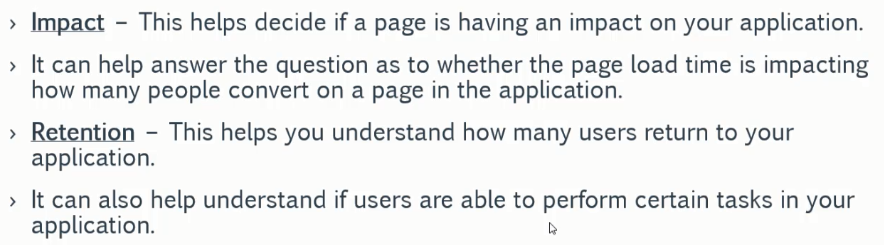 › Impact – This helps decide if a page is having an impact on your application.
› It can help answer the question as to whether the page load time is impacting
how many people convert on a page in the application.
› Retention – This helps you understand how many users return to your
application.
› It can also help understand if users are able to perform certain tasks in your
application.